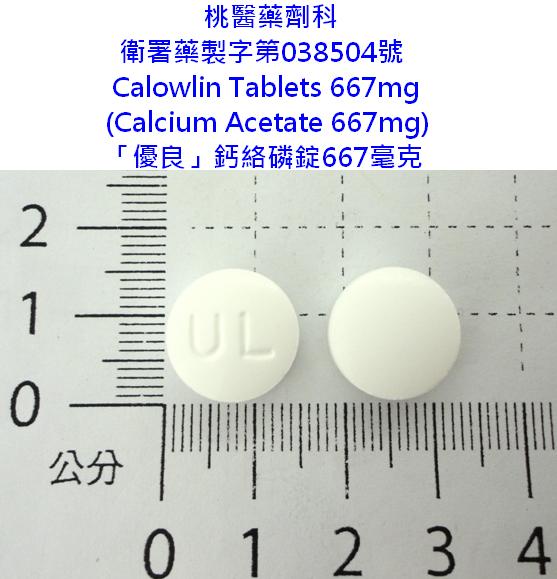 桃醫藥劑科
衛署藥製字第038504號
Calowlin Tablets 667mg
(Calcium Acetate 667mg)
「優良」鈣絡磷錠667毫克
2
1
0
UL
公分
0 1 2 3 4